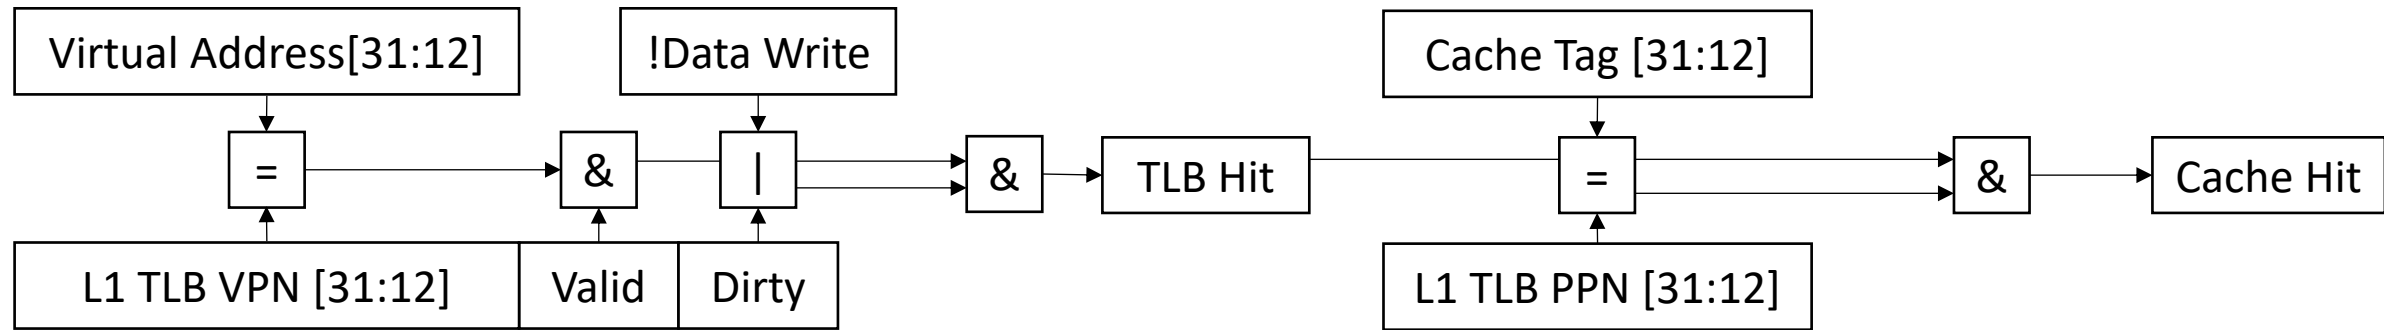 Virtual Address[31:12]
!Data Write
Cache Tag [31:12]
=
&
|
&
TLB Hit
=
&
Cache Hit
L1 TLB VPN [31:12]
Valid
Dirty
L1 TLB PPN [31:12]